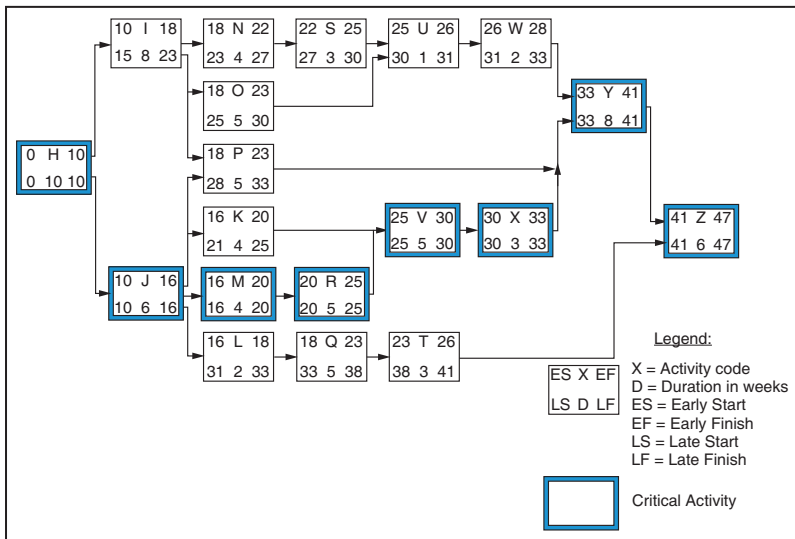 10 I 18
15 8 23
18 N 22
23 4 27
22 S 25
27 3 30
25 U 26
30 1 31
26 W 28
31 2 33
18 O 23
25 5 30
33 Y 41
33 8 41
0 H 10
0 10 10
18 P 23
28 5 33
16 K 20
21 4 25
25 V 30
25 5 30
30 X 33
30 3 33
41 Z 47
41 6 47
10 J 16
10 6 16
16 M 20
16 4 20
20 R 25
20 5 25
16 L 18
31 2 33
18 Q 23
33 5 38
23 T 26
38 3 41
Legend:
ES X EF
LS D LF
X = Activity code
D = Duration in weeks
ES = Early Start
EF = Early Finish
LS = Late Start
LF = Late Finish
Critical Activity